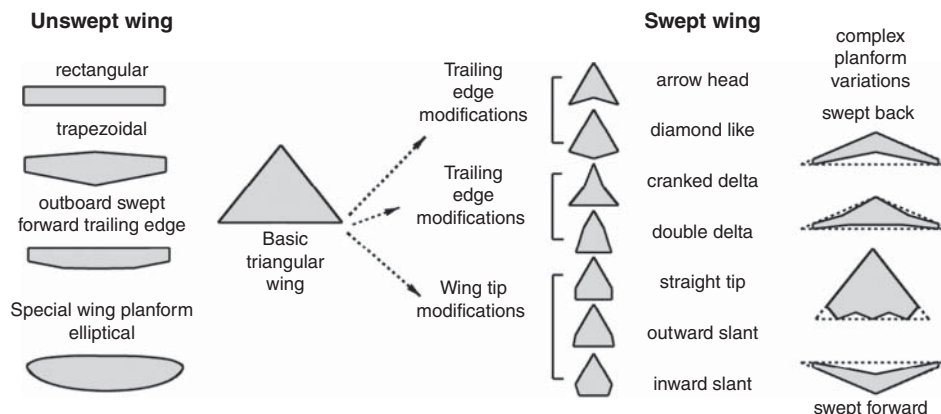 Unswept wing
rectangular
trapezoidal
outboard swept
forward trailing edge
Special wing planform
elliptical
Basic
triangular
wing
Trailing
edge
modifications
Trailing
edge
modifications
Wing tip
modifications
Swept wing
arrow head
diamond like
cranked delta
double delta
straight tip
outward slant
inward slant
complex
planform
variations
swept back
swept forward